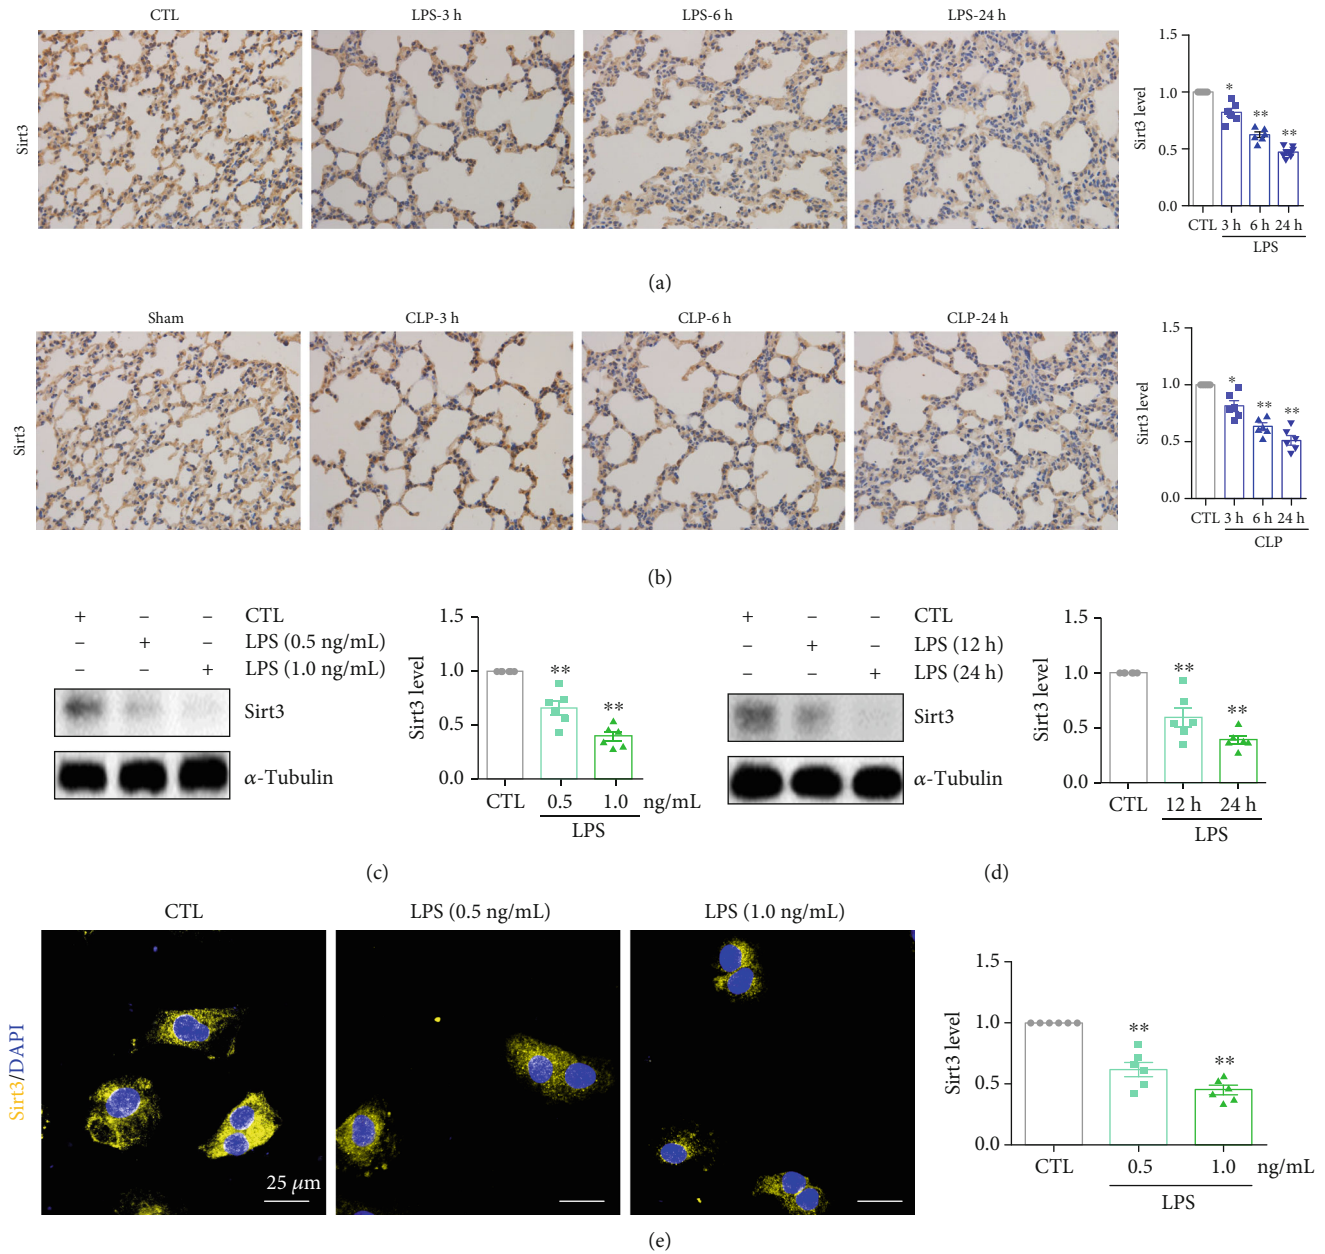 CTL LPS-3 h LPS-6 h LPS-24 h
Sirt3
Sirt3 level
1.5
1.0
0.5
0.0
* ** **
CTL 3 h 6 h 24 h
LPS
(a)
Sham CLP-3 h CLP-6 h CLP-24 h
Sirt3
Sirt3 level
1.5
1.0
0.5
0.0
* ** **
CTL 3 h 6 h 24 h
CLP
(b)
+ – – CTL
– + – LPS (0.5 ng/mL)
– – + LPS (1.0 ng/mL)
Sirt3
α-Tubulin
Sirt3 level
1.5
1.0
0.5
0.0
** **
CTL 0.5 1.0 ng/mL
LPS
(c)
+ – – CTL
– + – LPS (12 h)
– – + LPS (24 h)
Sirt3
α-Tubulin
Sirt3 level
1.5
1.0
0.5
0.0
** **
CTL 12 h 24 h
LPS
(d)
CTL LPS (0.5 ng/mL) LPS (1.0 ng/mL)
Sirt3/DAPI
25 μm
Sirt3 level
1.5
1.0
0.5
0.0
** **
CTL 0.5 1.0 ng/mL
LPS
(e)